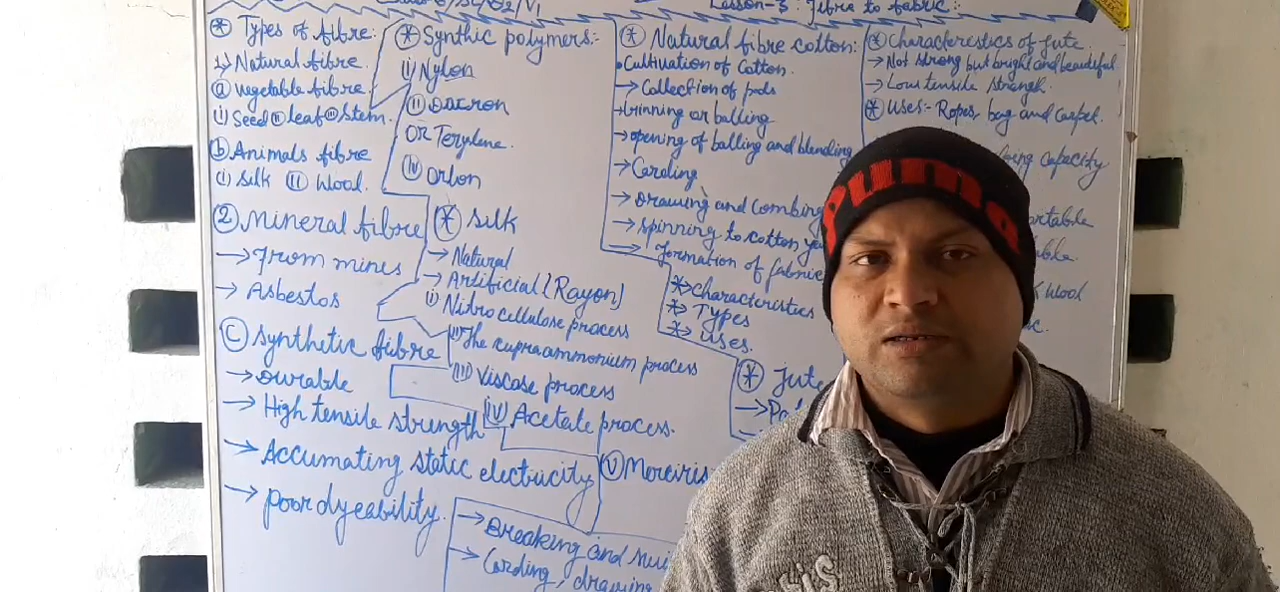 Lesson-3: Fibre to fabric:
* Types of fibre:
1) Natural fibre.
a vegetable fibre
(i) Seed (ii) leaf (iii) Stem.
b Animals fibre
(i) Silk (II) Wool.
2 Mineral fibre
→ From mines
→ Asbestos
C Synthetic fibre
→ Durable
→ High tensile strength
→ Accumating static electricity
→ Poor dyeability.
* Synthic polymers:-
(i) Nylon
(ii) Dacron
OR Terylene.
(iv) Orlon
* Silk
→ Natural
→ Artificial (Rayon)
i) Nitrocellulose process
(ii) The cupraammonium process
(iii) Viscose process
(iv) Acetate process.
(v) Merciris
→ Breaking and
→ Carding, drawing
* Natural fibre cotton:
• Cultivation of cotton.
→ Collection of pods
→ Ginning or balling
→ opening of balling and blending
→ Carding
→ Drawing and combing
→ Spinning to cotton
→ Formation of fabric
* Characteristics
* Types
* Uses.
* Jute
* Characteristics of Jute
→ Not strong but bright and beautiful
→ Low tensile strength.
* Uses:- Ropes, bag and carpet.
capacity
Wool
PUMA